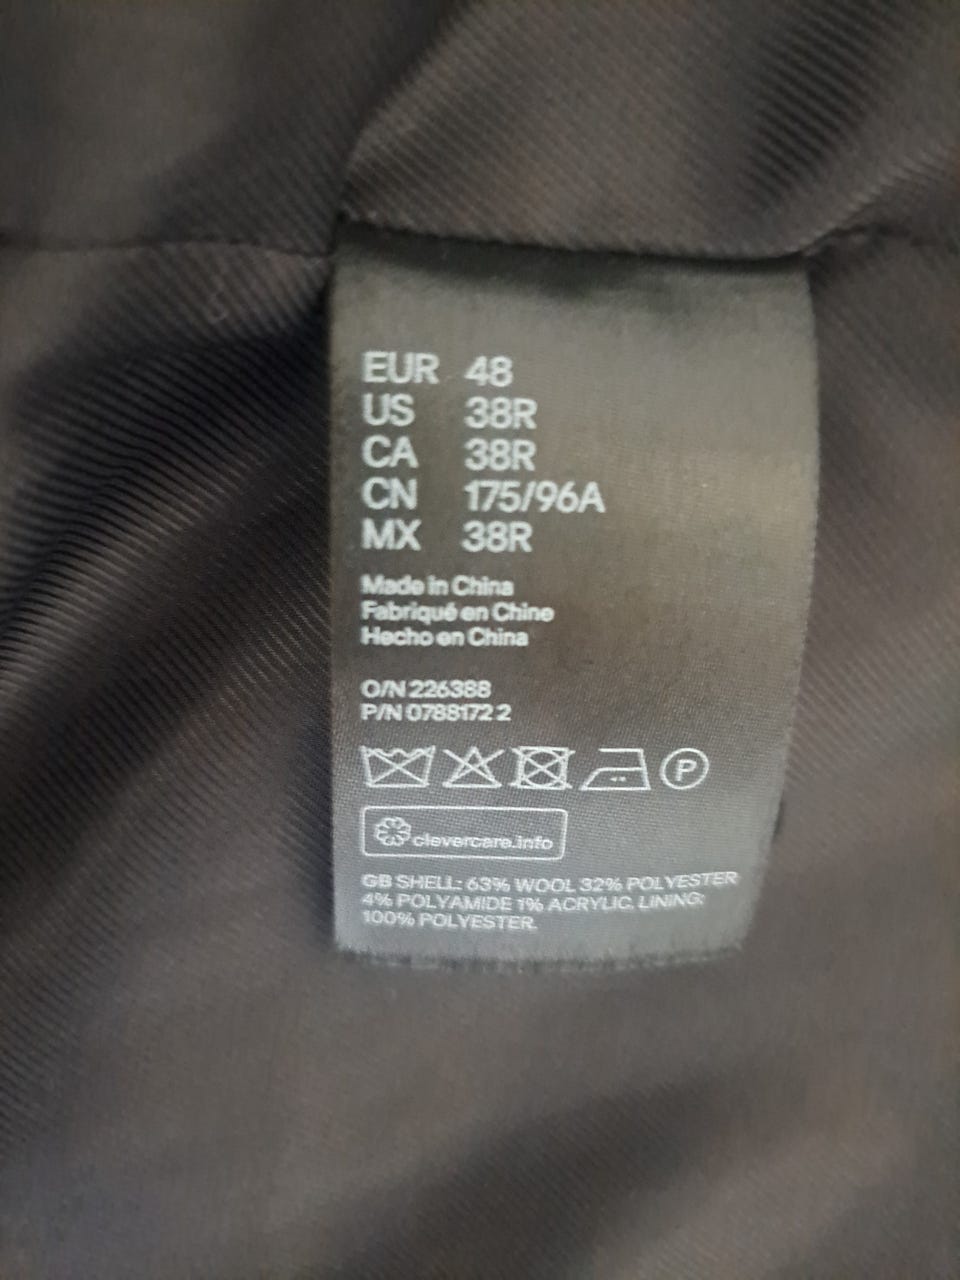 EUR 48
US 38R
CA 38R
CN 175/96A
MX 38R
Made in China
Fabriqué en Chine
Hecho en China
O/N 226388
P/N 0788172 2
P
clevercare.info
GB SHELL: 63% WOOL 32% POLYESTER
4% POLYAMIDE 1% ACRYLIC. LINING:
100% POLYESTER.